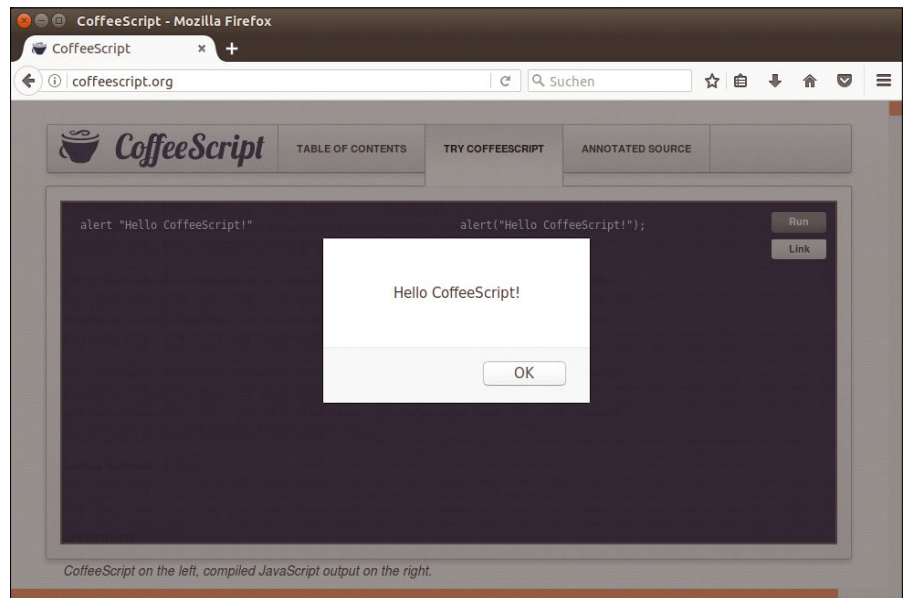 CoffeeScript - Mozilla Firefox
CoffeeScript × +
coffeescript.org Suchen
CoffeeScript TABLE OF CONTENTS TRY COFFEESCRIPT ANNOTATED SOURCE
alert "Hello CoffeeScript!" alert("Hello CoffeeScript!"); Run
Link
Hello CoffeeScript!
OK
CoffeeScript on the left, compiled JavaScript output on the right.